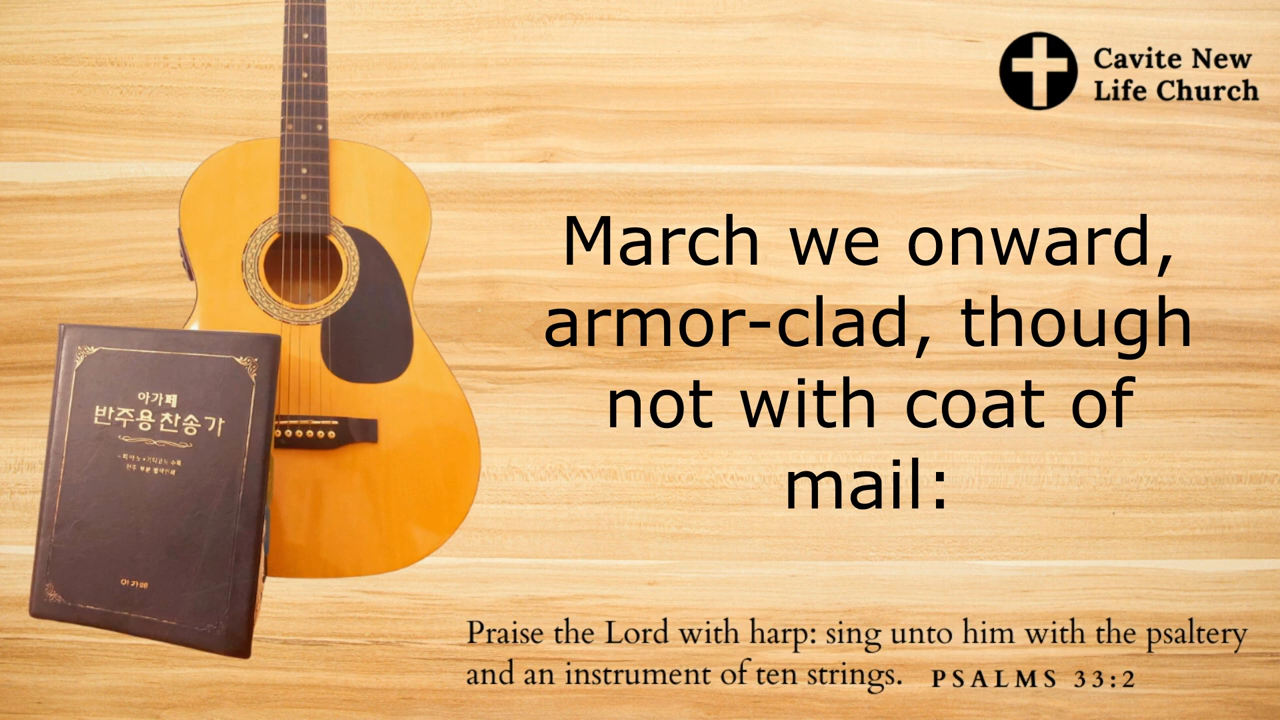 Cavite New
Life Church
March we onward,
armor-clad, though
not with coat of
mail:
아가페
반주용 찬송가
아가페
Praise the Lord with harp: sing unto him with the psaltery
and an instrument of ten strings. PSALMS 33:2